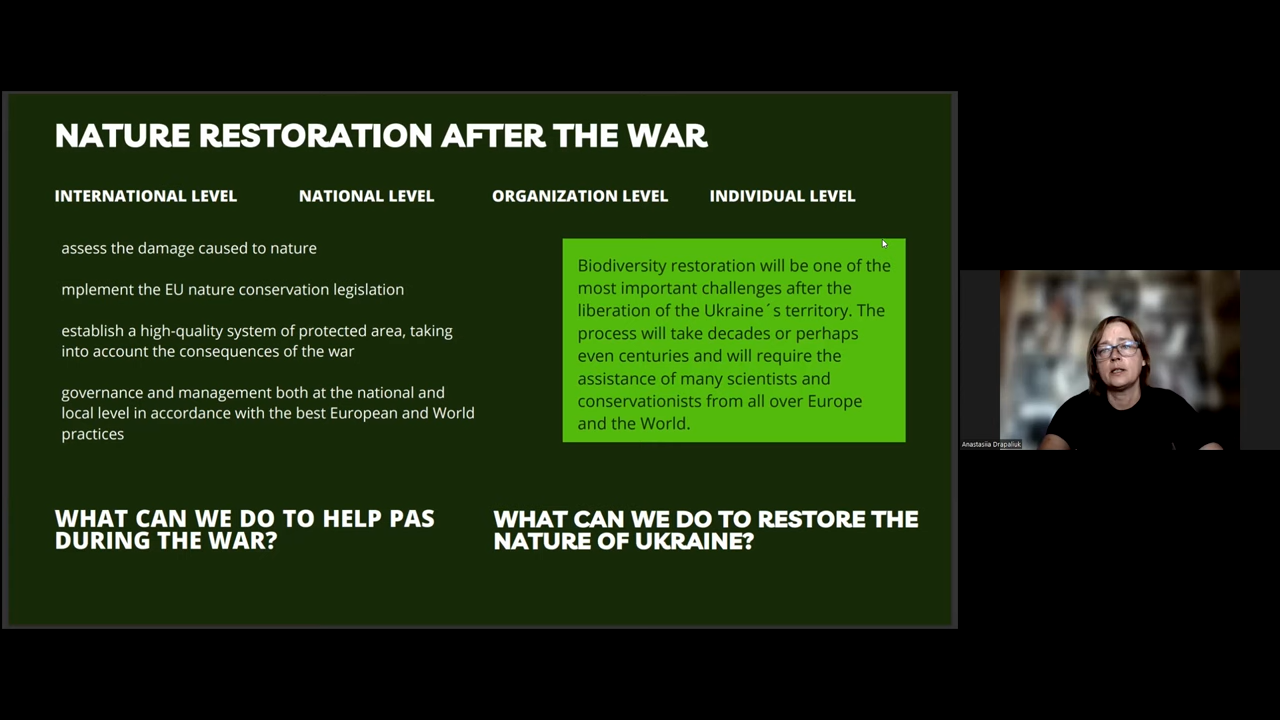 NATURE RESTORATION AFTER THE WAR
INTERNATIONAL LEVEL
NATIONAL LEVEL
ORGANIZATION LEVEL
INDIVIDUAL LEVEL
assess the damage caused to nature
mplement the EU nature conservation legislation
establish a high-quality system of protected area, taking
into account the consequences of the war
governance and management both at the national and
local level in accordance with the best European and World
practices
Biodiversity restoration will be one of the
most important challenges after the
liberation of the Ukraine´s territory. The
process will take decades or perhaps
even centuries and will require the
assistance of many scientists and
conservationists from all over Europe
and the World.
WHAT CAN WE DO TO HELP PAS
DURING THE WAR?
WHAT CAN WE DO TO RESTORE THE
NATURE OF UKRAINE?
Anastasiia Drapaliuk